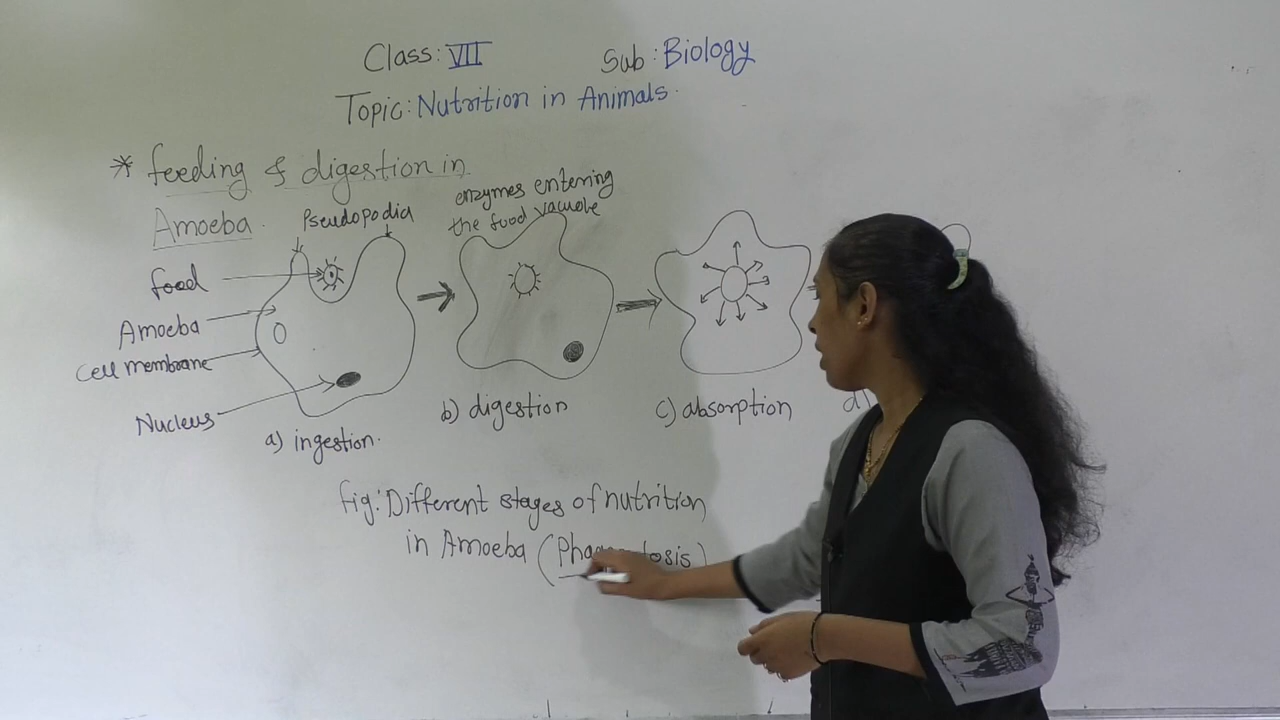 Class: VII Sub: Biology
Topic: Nutrition in Animals.
* feeding & digestion in
Amoeba.
Pseudopodia
enzymes entering
the food vacuole
food
Amoeba
cell membrane
Nucleus
a) ingestion.
b) digestion
c) absorption
d)
fig: Different stages of nutrition
in Amoeba (Phagocytosis)